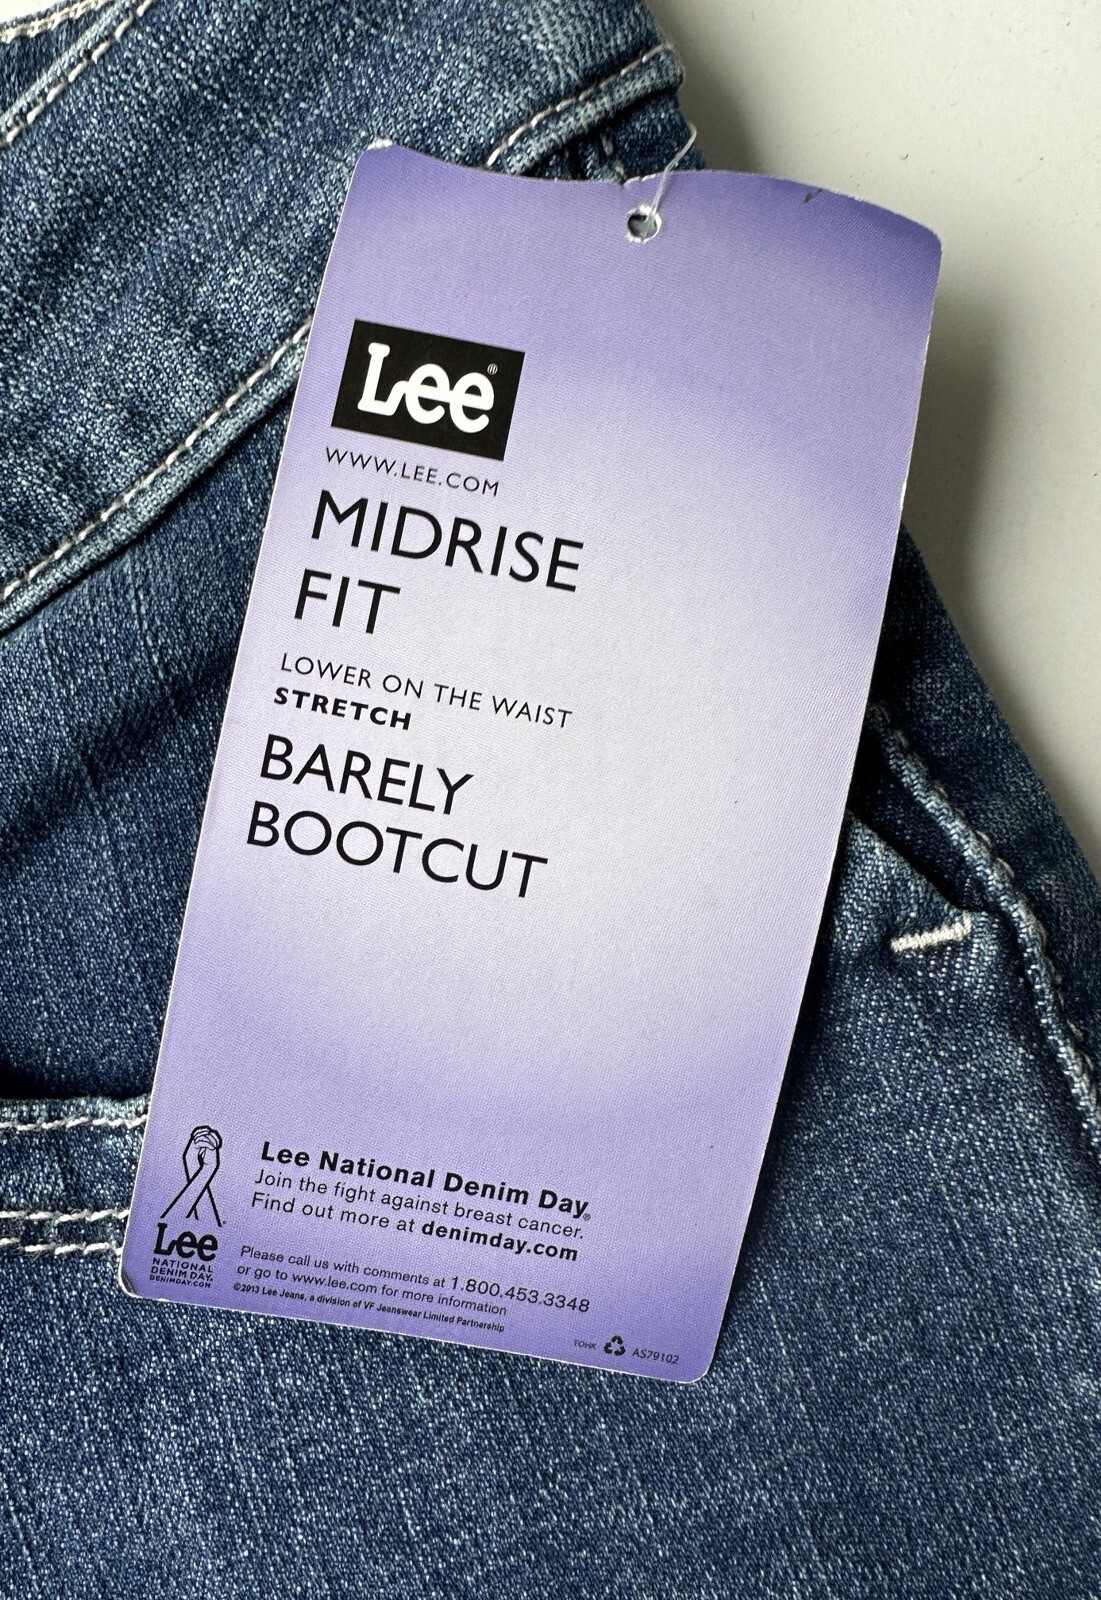 Lee®
WWW.LEE.COM
MIDRISE
FIT
LOWER ON THE WAIST
STRETCH
BARELY
BOOTCUT
Lee National Denim Day®
Join the fight against breast cancer.
Find out more at denimday.com
Lee
NATIONAL
DENIM DAY®
DENIMDAY.COM
Please call us with comments at 1.800.453.3348
or go to www.lee.com for more information
©2013 Lee Jeans, a division of VF Jeanswear Limited Partnership
TOHK AS79102